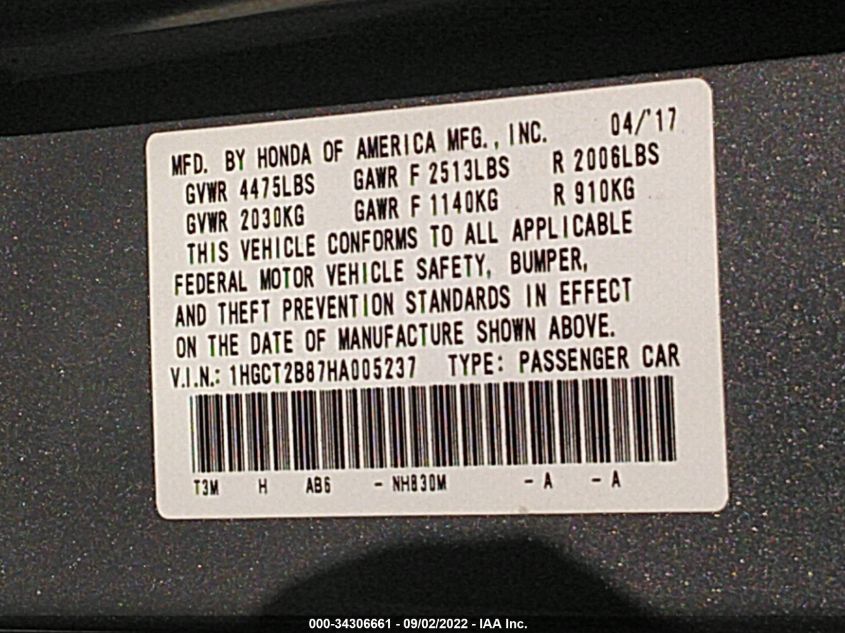 MFD. BY HONDA OF AMERICA MFG., INC. 04/'17
GVWR 4475LBS GAWR F 2513LBS R 2006LBS
GVWR 2030KG GAWR F 1140KG R 910KG
THIS VEHICLE CONFORMS TO ALL APPLICABLE
FEDERAL MOTOR VEHICLE SAFETY, BUMPER,
AND THEFT PREVENTION STANDARDS IN EFFECT
ON THE DATE OF MANUFACTURE SHOWN ABOVE.
V.I.N.: 1HGCT2B87HA005237 TYPE: PASSENGER CAR
T3M H AB6 - NH830M - A - A
000-34306661 - 09/02/2022 - IAA Inc.